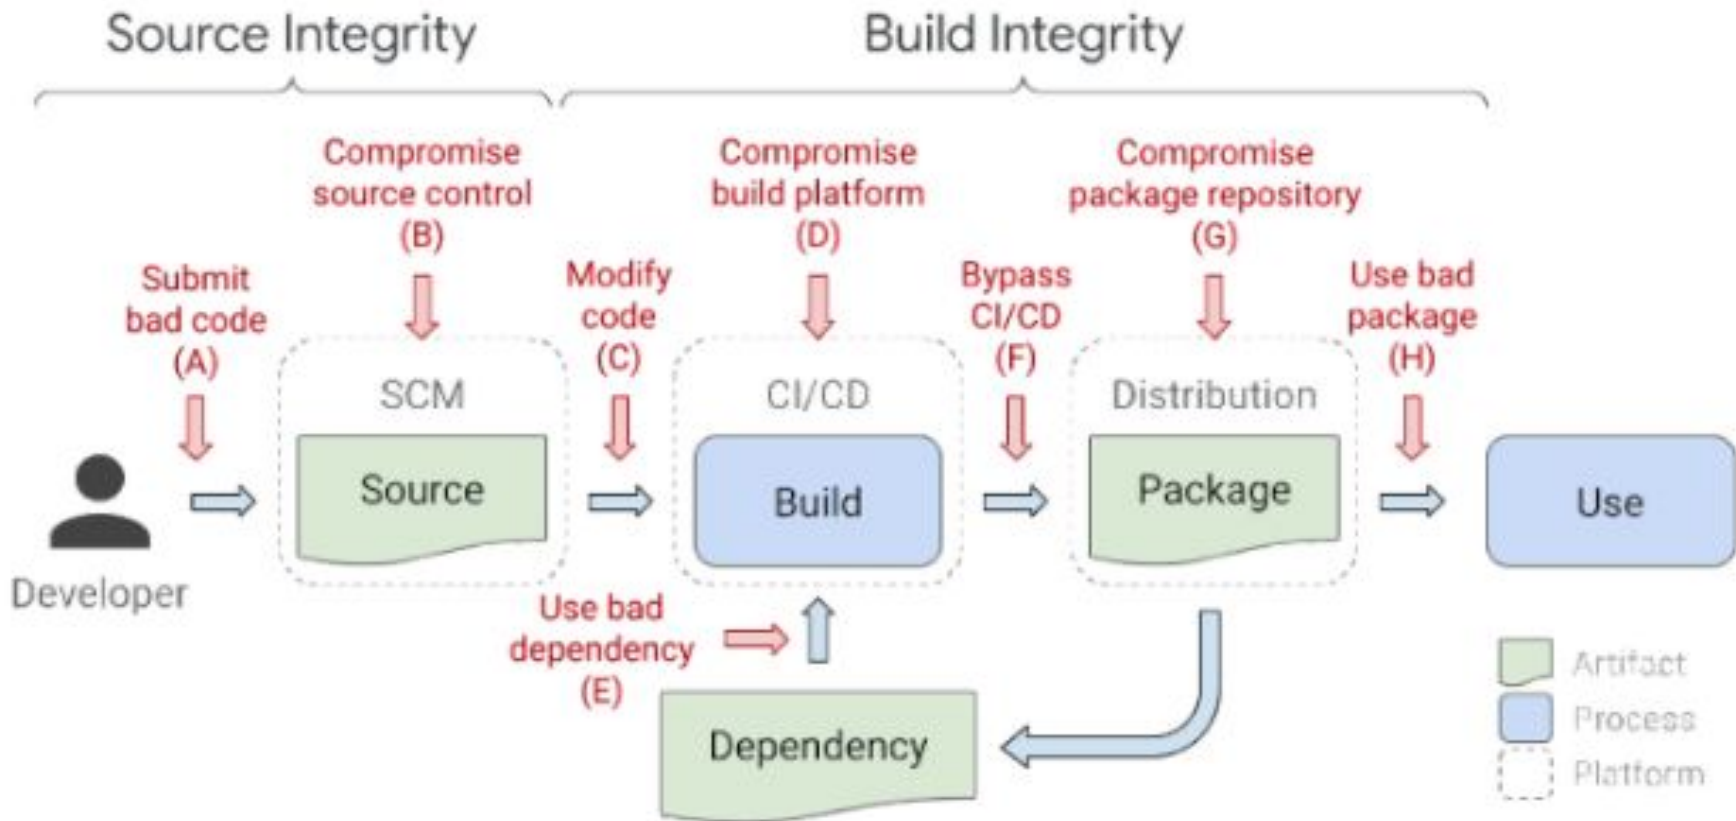 Source Integrity
Build Integrity
Compromise
source control
(B)
Compromise
build platform
(D)
Compromise
package repository
(G)
Submit
bad code
(A)
Modify
code
(C)
Bypass
CI/CD
(F)
Use bad
package
(H)
SCM
CI/CD
Distribution
Developer
Source
Build
Package
Use
Use bad
dependency
(E)
Dependency
Artifact
Process
Platform